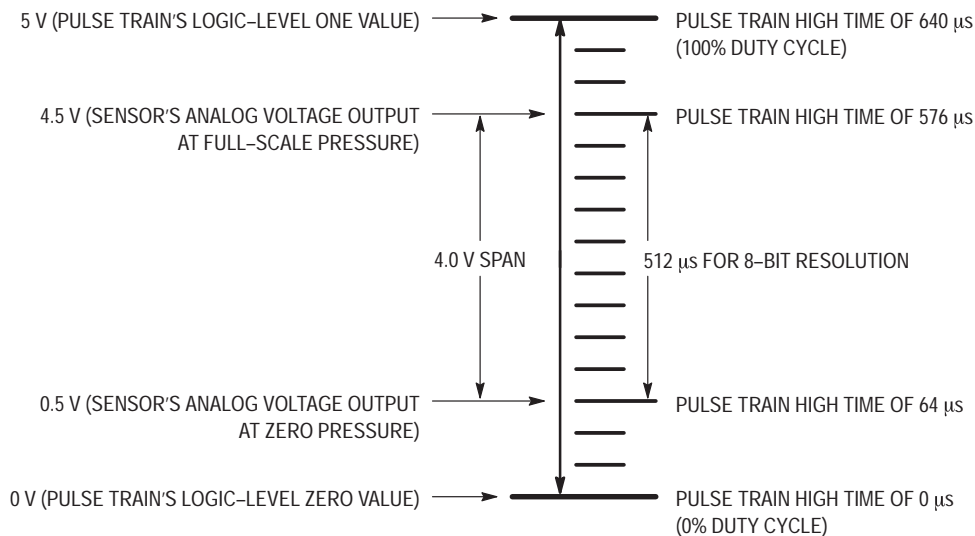 5 V (PULSE TRAIN'S LOGIC–LEVEL ONE VALUE)
PULSE TRAIN HIGH TIME OF 640 μs
(100% DUTY CYCLE)
4.5 V (SENSOR'S ANALOG VOLTAGE OUTPUT
AT FULL–SCALE PRESSURE)
PULSE TRAIN HIGH TIME OF 576 μs
4.0 V SPAN
512 μs FOR 8–BIT RESOLUTION
0.5 V (SENSOR'S ANALOG VOLTAGE OUTPUT
AT ZERO PRESSURE)
PULSE TRAIN HIGH TIME OF 64 μs
0 V (PULSE TRAIN'S LOGIC–LEVEL ZERO VALUE)
PULSE TRAIN HIGH TIME OF 0 μs
(0% DUTY CYCLE)